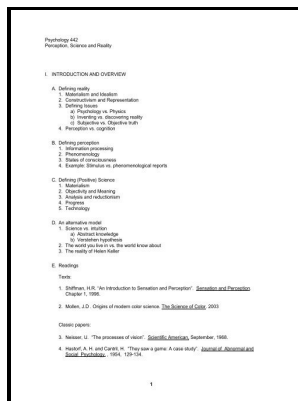 Psychology 442
Perception, Science and Reality
I. INTRODUCTION AND OVERVIEW
A. Defining reality
1. Materialism and Idealism
2. Constructivism and Representation
3. Defining Issues
a) Psychology vs. Physics
b) Inventing vs. discovering reality
c) Subjective vs. Objective truth
4. Perception vs. cognition
B. Defining perception
1. Information processing
2. Phenomenology
3. States of consciousness
4. Example: Stimulus vs. phenomenological reports
C. Defining (Positive) Science
1. Materialism
2. Objectivity and Meaning
3. Analysis and reductionism
4. Progress
5. Technology
D. An alternative model
1. Science vs. intuition
a) Abstract knowledge
b) Verstehen hypothesis
2. The world you live in vs. the world know about
3. The reality of Helen Keller
E. Readings
Texts:
1. Shiffman, H.R. "An Introduction to Sensation and Perception". Sensation and Perception.
Chapter 1, 1996.
2. Mollen, J.D. Origins of modern color science. The Science of Color. 2003
Classic papers:
3. Neisser, U. "The processes of vision". Scientific American, September, 1968.
4. Hastorf, A. H. and Cantril, H. "They saw a game: A case study". Journal of Abnormal and
Social Psychology, , 1954, 129-134.
1